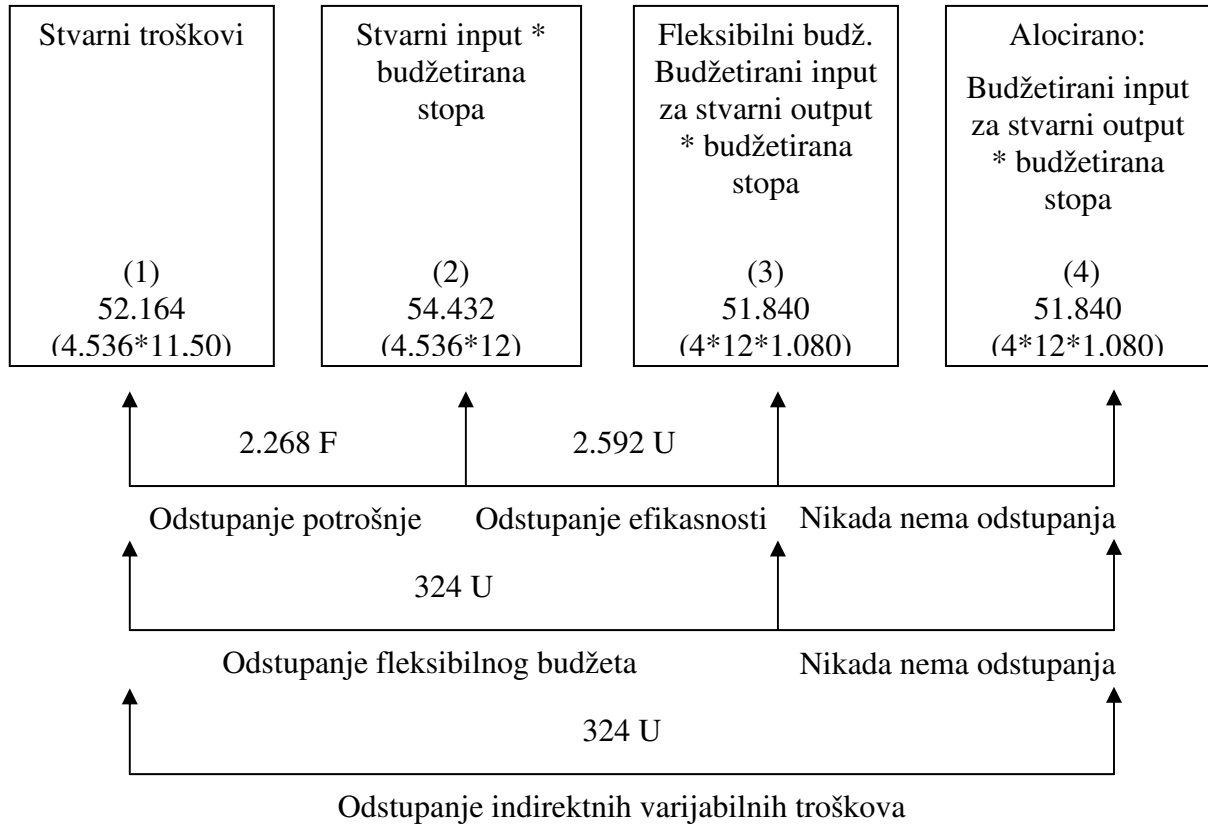 Stvarni troškovi
(1)
52.164
(4.536*11.50)
Stvarni input *
budžetirana
stopa
(2)
54.432
(4.536*12)
Fleksibilni budž.
Budžetirani input
za stvarni output
* budžetirana
stopa
(3)
51.840
(4*12*1.080)
Alocirano:
Budžetirani input
za stvarni output
* budžetirana
stopa
(4)
51.840
(4*12*1.080)
2.268 F
2.592 U
Odstupanje potrošnje
Odstupanje efikasnosti
Nikada nema odstupanja
324 U
Odstupanje fleksibilnog budžeta
Nikada nema odstupanja
324 U
Odstupanje indirektnih varijabilnih troškova